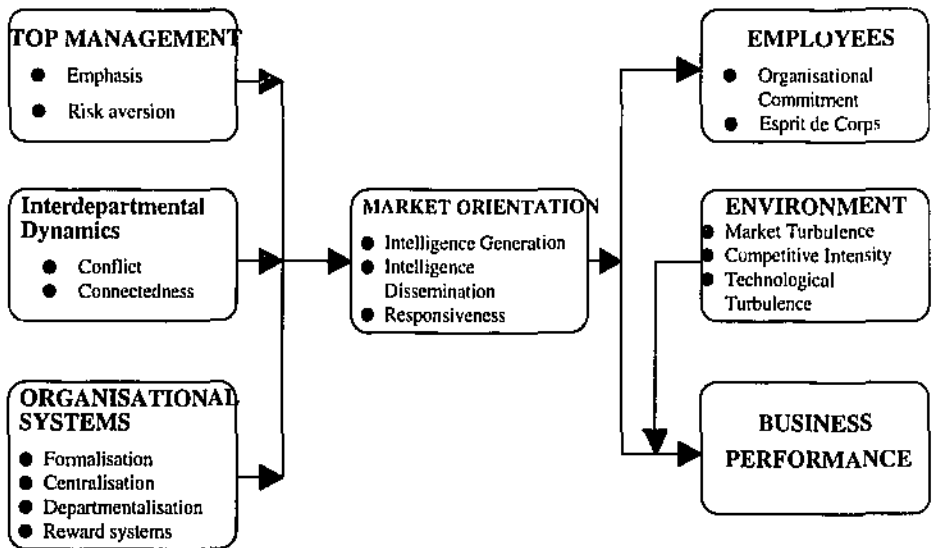 TOP MANAGEMENT
● Emphasis
● Risk aversion
Interdepartmental
Dynamics
● Conflict
● Connectedness
ORGANISATIONAL
SYSTEMS
● Formalisation
● Centralisation
● Departmentalisation
● Reward systems
MARKET ORIENTATION
● Intelligence Generation
● Intelligence
Dissemination
● Responsiveness
EMPLOYEES
● Organisational
Commitment
● Esprit de Corps
ENVIRONMENT
● Market Turbulence
● Competitive Intensity
● Technological
Turbulence
BUSINESS
PERFORMANCE